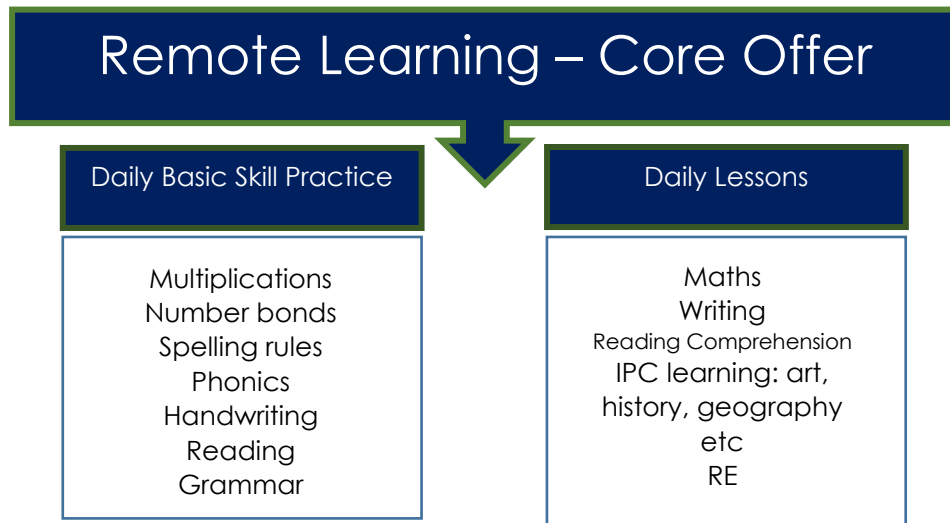 Remote Learning – Core Offer
Daily Basic Skill Practice
Multiplications
Number bonds
Spelling rules
Phonics
Handwriting
Reading
Grammar
Daily Lessons
Maths
Writing
Reading Comprehension
IPC learning: art,
history, geography
etc
RE